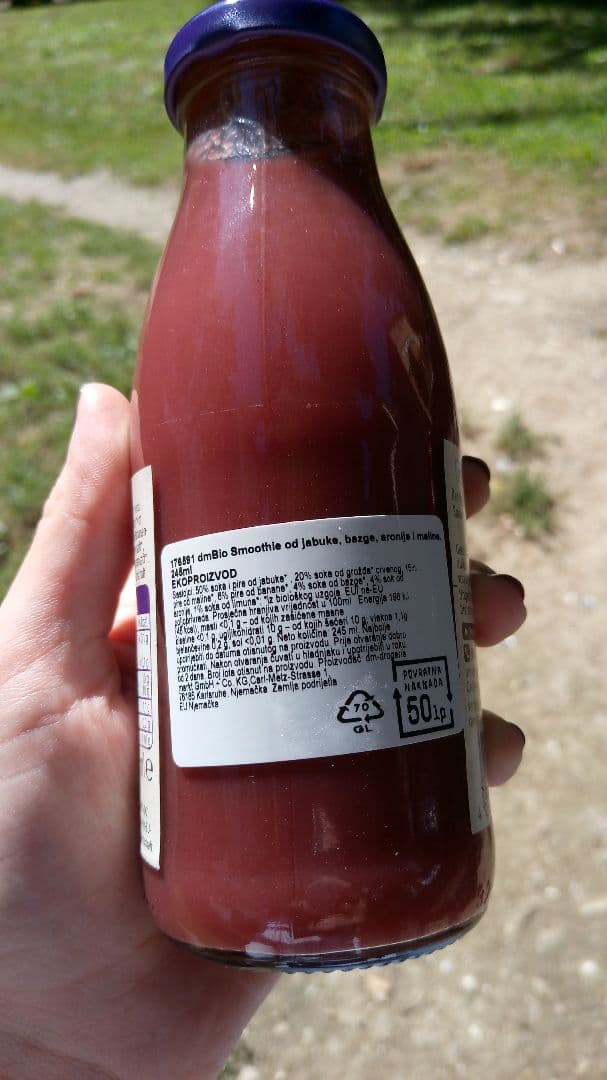 176591 dmBio Smoothie od jabuke, bazge, aronije i maline,
245ml
EKOPROIZVOD
Sastojci: 50% soka i pire od jabuke*, 20% soka od grožđa* crvenog, 15%
pire od maline*, 6% pire od banane*, 4% soka od bazge*, 4% sok od
aronije, 1% soka od limuna*. *iz biološkog uzgoja EU/ne-EU
poljoprivreda. Prosječna hranjiva vrijednost u 100ml Energija 198 kJ
(46 kcal), masti <0,1 g – od kojih zasićene masne
kiseline <0,1 g, ugljikohidrati 10 g – od kojih šećeri 10 g, vlakna 1,1g
bjelančevine 0,2 g, sol <0,01 g. Neto količina: 245 ml. Najbolje
upotrijebiti do datuma otisnutog na proizvodu. Prije otvaranja dobro
promućkati. Nakon otvaranja čuvati u hladnjaku i upotrijebiti u roku
od 2 dana. Broj lota otisnut na proizvodu. Proizvođač: dm-drogerie
markt GmbH + Co. KG, Carl-Metz-Strasse 1,
76185 Karlsruhe, Njemačka. Zemlja podrijetla
EU Njemačka
70
GL
POVRATNA
NAKNADA
50lp